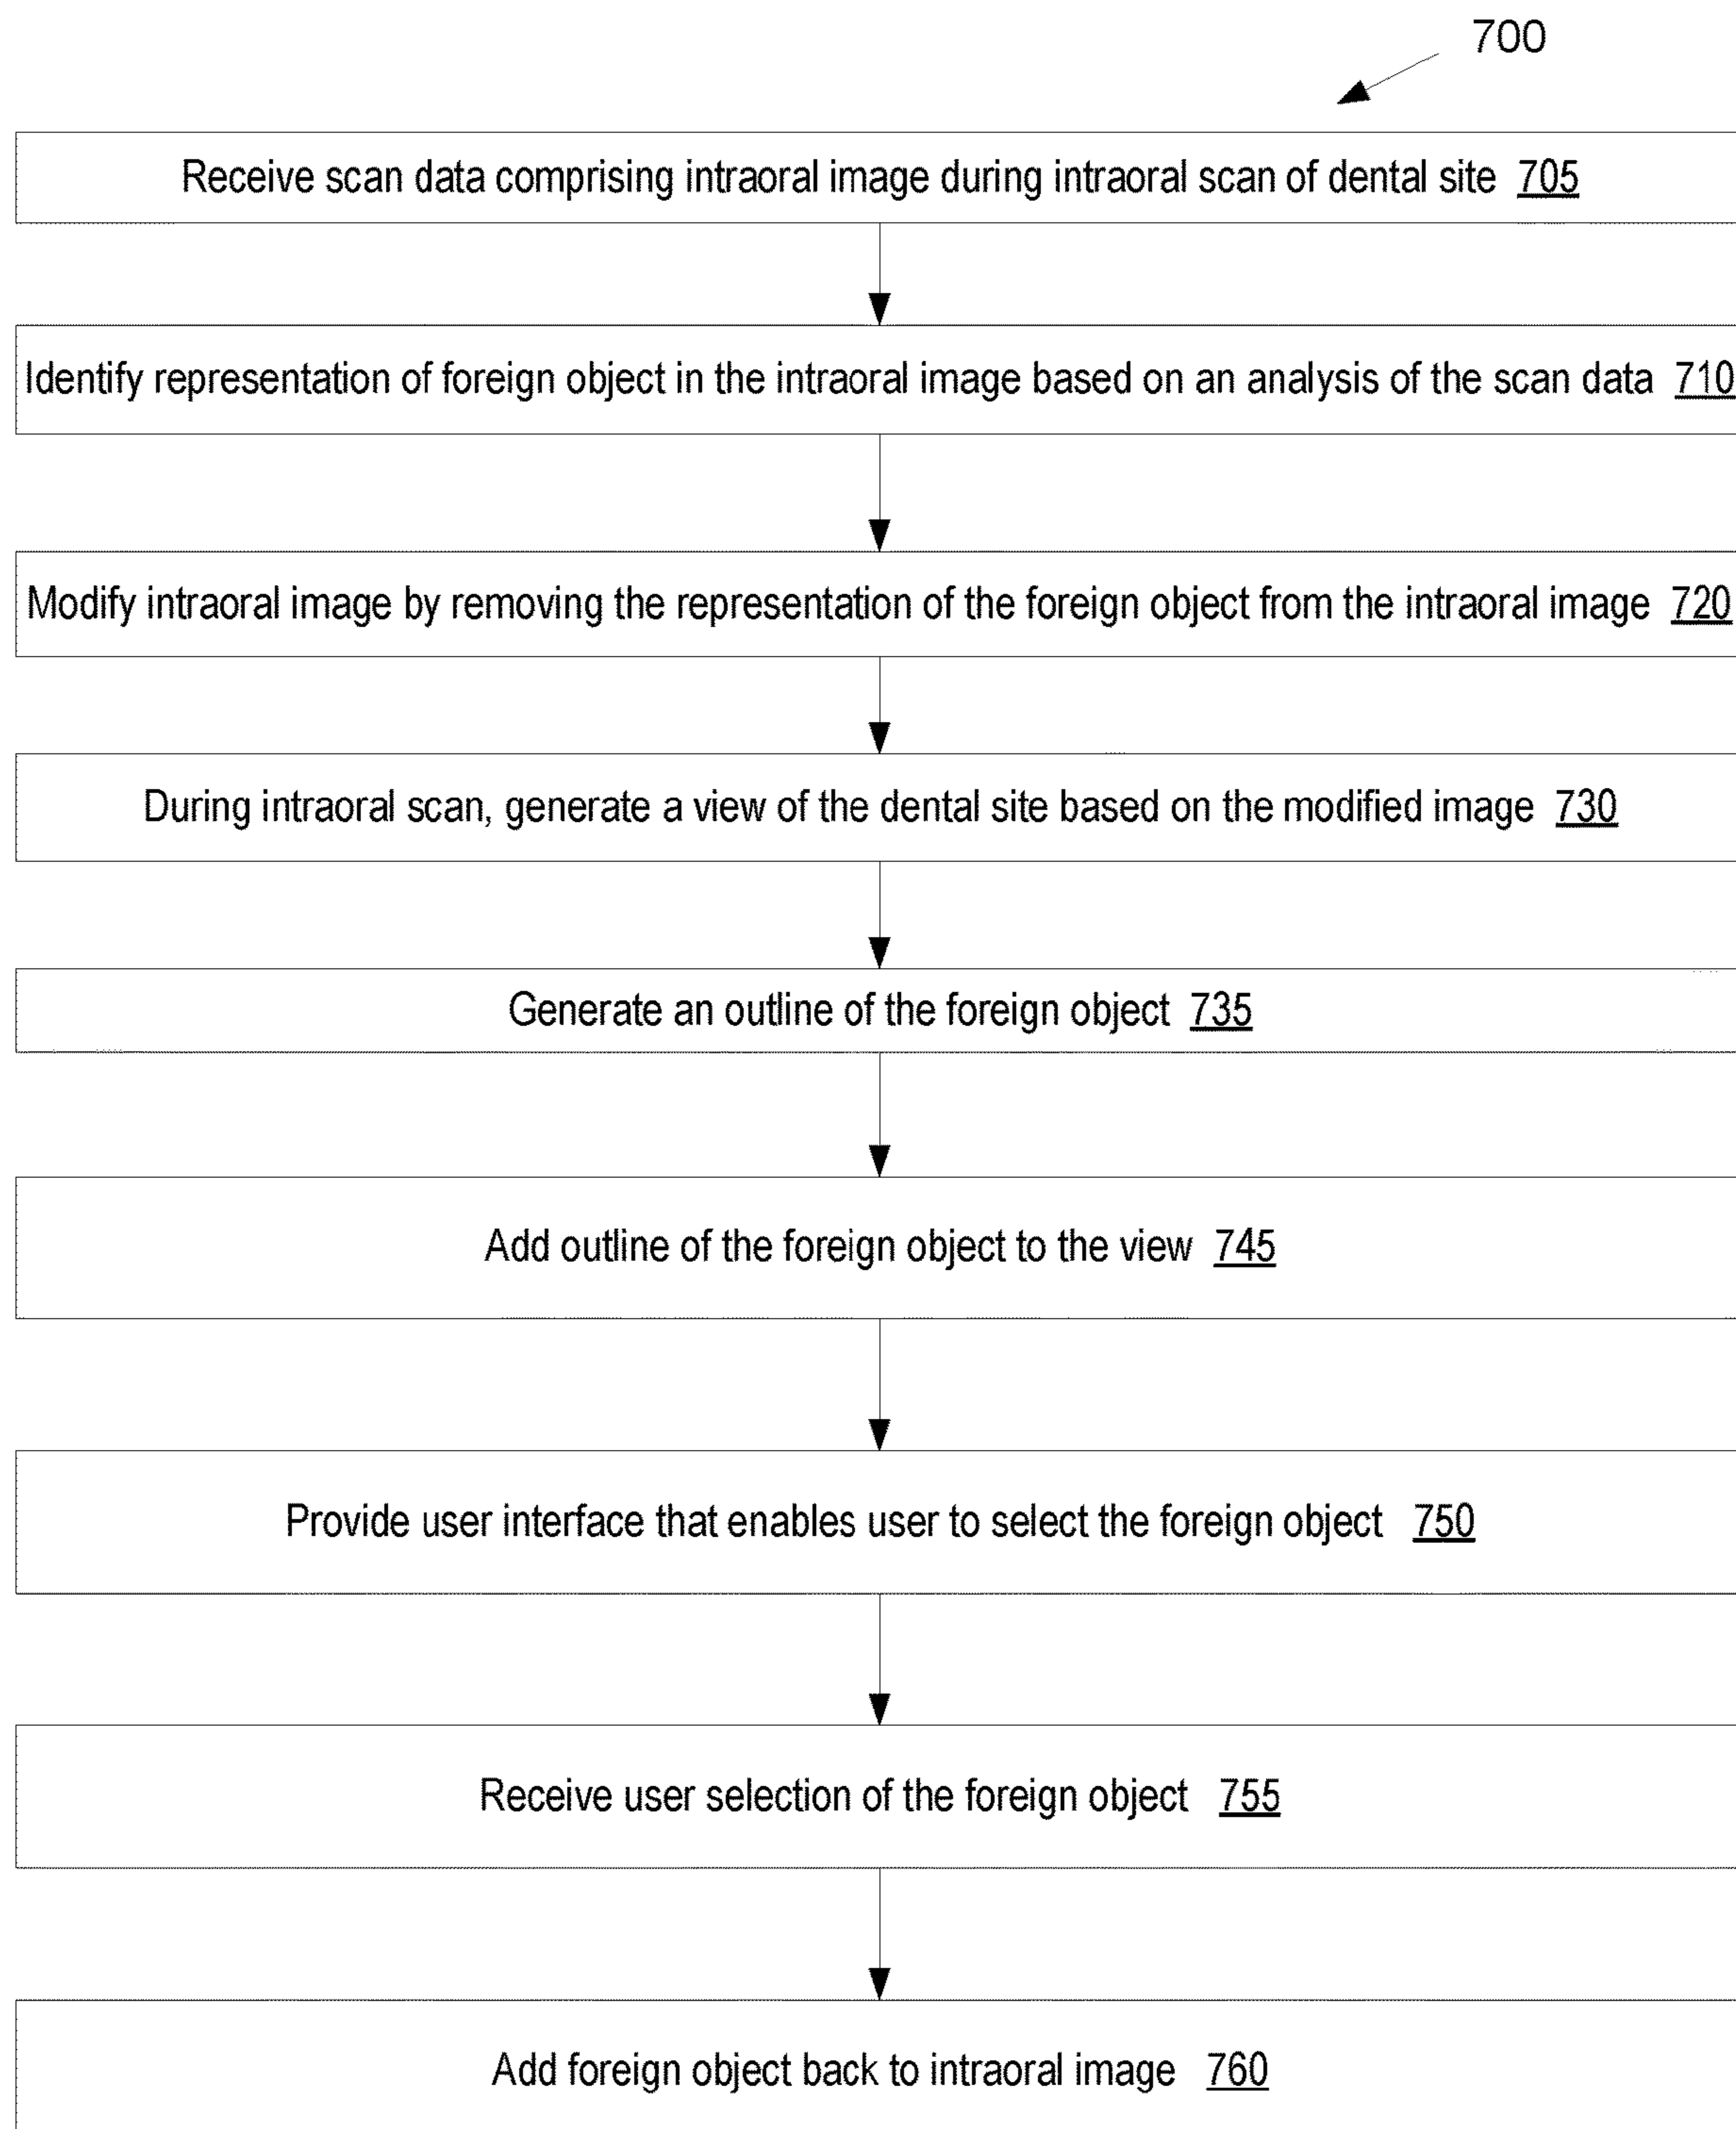 700
Receive scan data comprising intraoral image during intraoral scan of dental site 705
Identify representation of foreign object in the intraoral image based on an analysis of the scan data 710
Modify intraoral image by removing the representation of the foreign object from the intraoral image 720
During intraoral scan, generate a view of the dental site based on the modified image 730
Generate an outline of the foreign object 735
Add outline of the foreign object to the view 745
Provide user interface that enables user to select the foreign object 750
Receive user selection of the foreign object 755
Add foreign object back to intraoral image 760